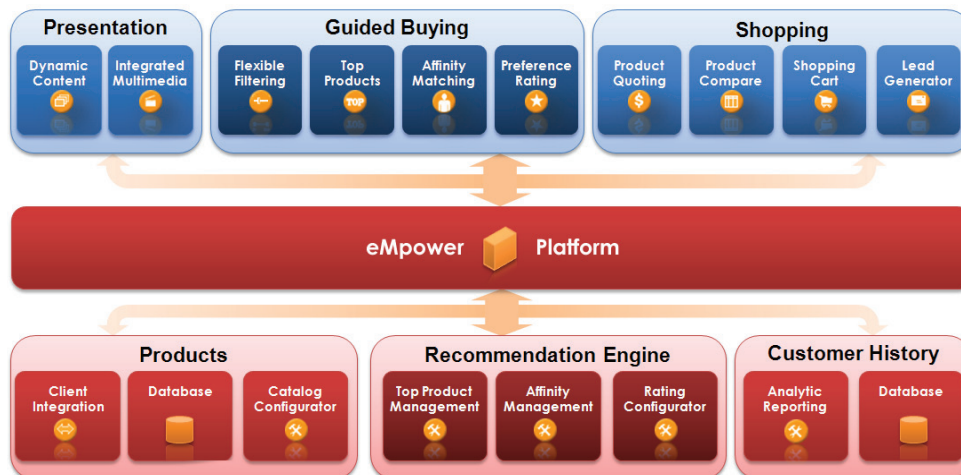 Presentation
Dynamic
Content
Integrated
Multimedia
Guided Buying
Flexible
Filtering
Top
Products
TOP
Affinity
Matching
Preference
Rating
Shopping
Product
Quoting
$
Product
Compare
Shopping
Cart
Lead
Generator
eMpower Platform
Products
Client
Integration
Database
Catalog
Configurator
Recommendation Engine
Top Product
Management
Affinity
Management
Rating
Configurator
Customer History
Analytic
Reporting
Database